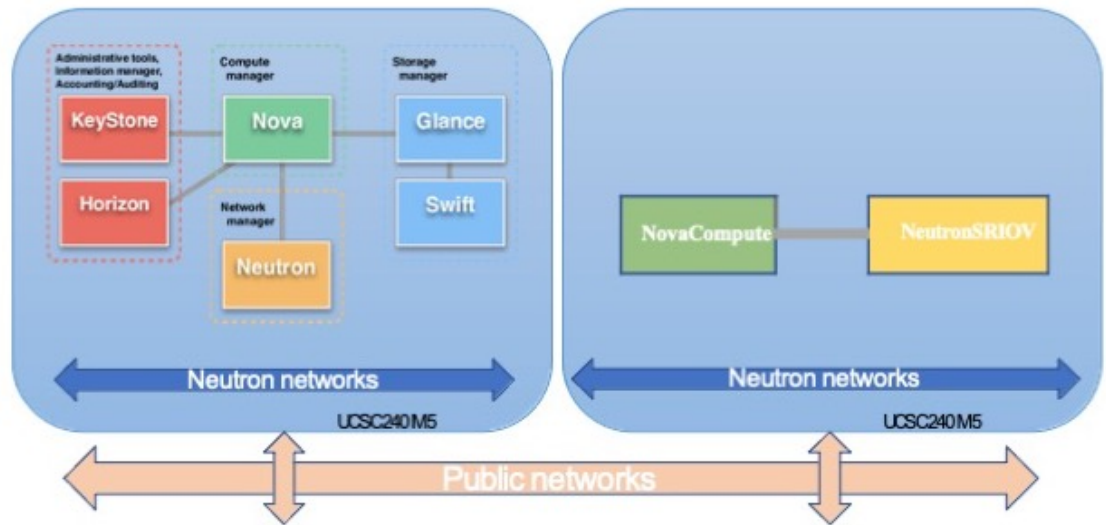 Administrative tools,
Information manager,
Accounting/Auditing
Compute
manager
Storage
manager
KeyStone
Nova
Glance
Horizon
Swift
Network
manager
Neutron
NovaCompute
NeutronSRIOV
Neutron networks
Neutron networks
UCSC240 M5
UCSC240 M5
Public networks